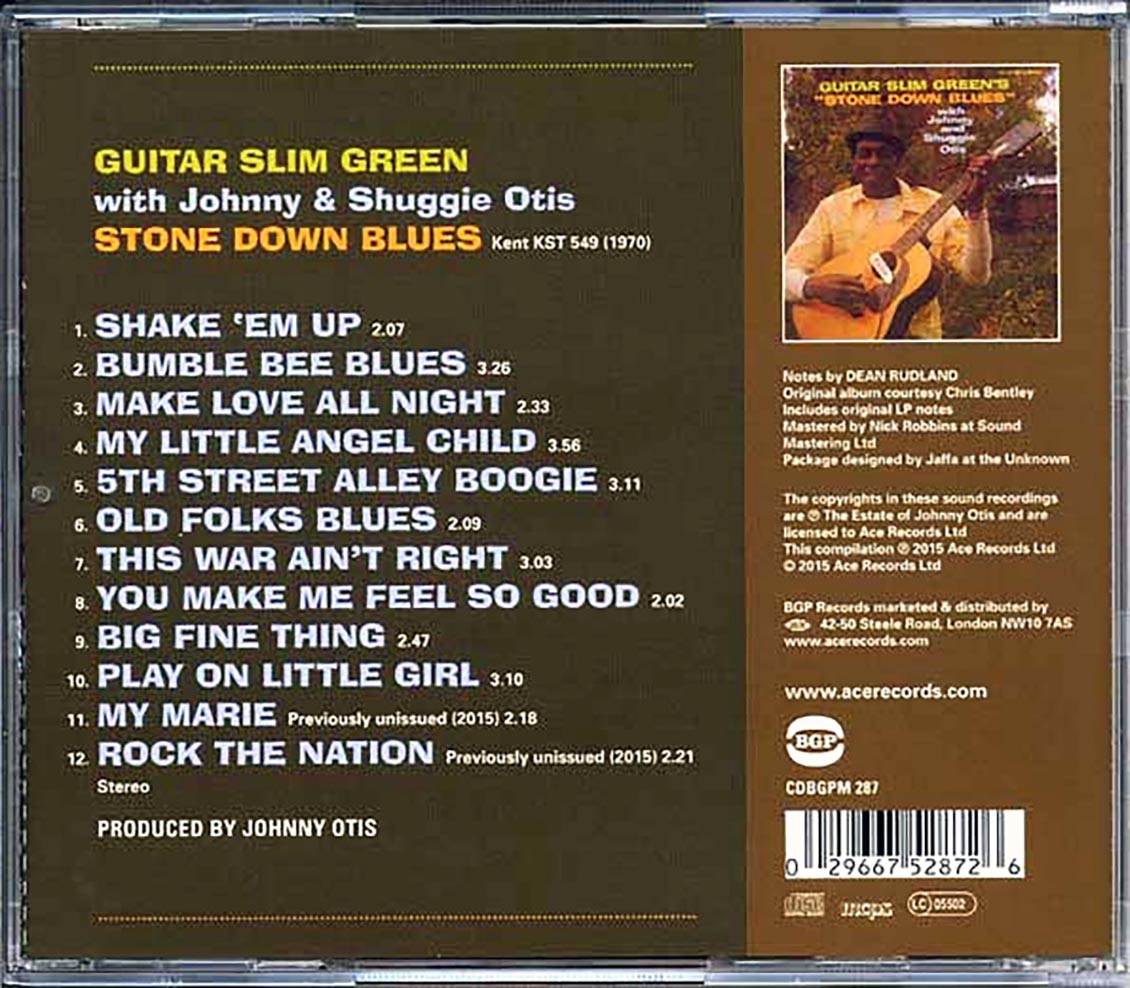 GUITAR SLIM GREEN
with Johnny & Shuggie Otis
STONE DOWN BLUES Kent KST 549 (1970)
1. SHAKE ‘EM UP 2.07
2. BUMBLE BEE BLUES 3.26
3. MAKE LOVE ALL NIGHT 2.33
4. MY LITTLE ANGEL CHILD 3.56
5. 5TH STREET ALLEY BOOGIE 3.11
6. OLD FOLKS BLUES 2.09
7. THIS WAR AIN’T RIGHT 3.03
8. YOU MAKE ME FEEL SO GOOD 2.02
9. BIG FINE THING 2.47
10. PLAY ON LITTLE GIRL 3.10
11. MY MARIE Previously unissued (2015) 2.18
12. ROCK THE NATION Previously unissued (2015) 2.21
Stereo
PRODUCED BY JOHNNY OTIS
GUITAR SLIM GREEN'S
"STONE DOWN BLUES"
with
Johnny
and
Shuggie
Otis
Notes by DEAN RUDLAND
Original album courtesy Chris Bentley
Includes original LP notes
Mastered by Nick Robbins at Sound
Mastering Ltd
Package designed by Jaffa at the Unknown
The copyrights in these sound recordings
are ℗ The Estate of Johnny Otis and are
licensed to Ace Records Ltd
This compilation ℗ 2015 Ace Records Ltd
© 2015 Ace Records Ltd
BGP Records marketed & distributed by
42-50 Steele Road, London NW10 7AS
www.acerecords.com
www.acerecords.com
BGP
CDBGPM 287
0 29667 52872 6
mcps
LC 05502